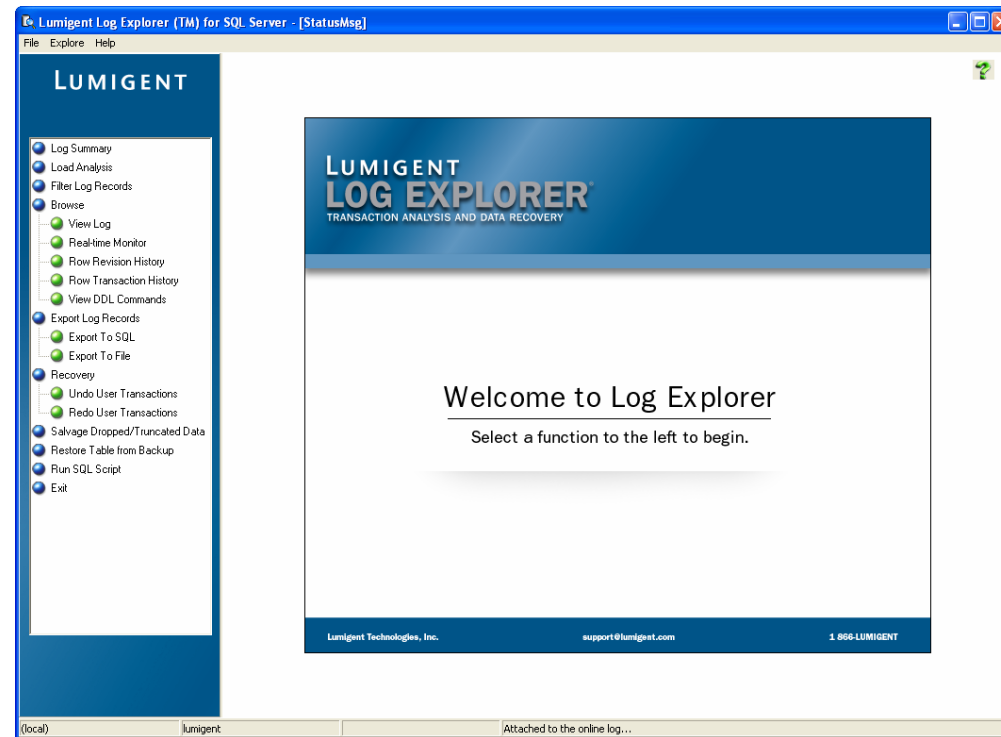 Lumigent Log Explorer (TM) for SQL Server - [StatusMsg]
File Explore Help
LUMIGENT
Log Summary
Load Analysis
Filter Log Records
Browse
View Log
Real-time Monitor
Row Revision History
Row Transaction History
View DDL Commands
Export Log Records
Export To SQL
Export To File
Recovery
Undo User Transactions
Redo User Transactions
Salvage Dropped/Truncated Data
Restore Table from Backup
Run SQL Script
Exit
LUMIGENT
LOG EXPLORER®
TRANSACTION ANALYSIS AND DATA RECOVERY
Welcome to Log Explorer
Select a function to the left to begin.
Lumigent Technologies, Inc. support@lumigent.com 1 866-LUMIGENT
(local) lumigent Attached to the online log...